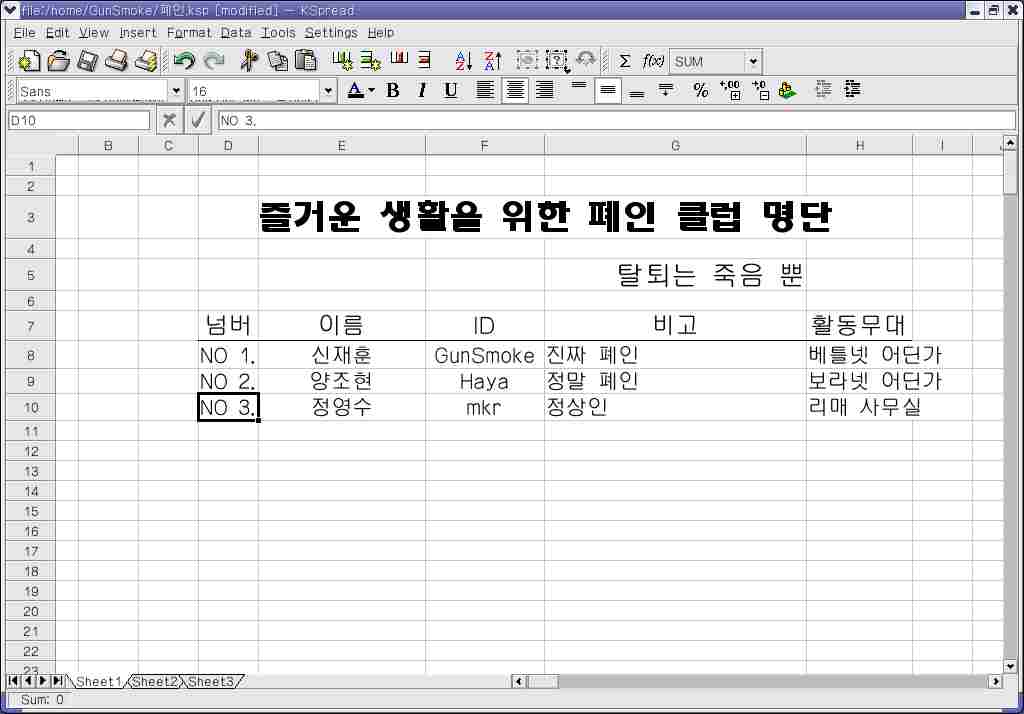 file:/home/GunSmoke/폐인.ksp [modified] - KSpread
File Edit View Insert Format Data Tools Settings Help
Σ f(x) SUM
Sans 16 A B I U % +,00 ,0
D10 NO 3.
B C D E F G H I
1
2
3 즐거운 생활을 위한 폐인 클럽 명단
4
5 탈퇴는 죽음 뿐
6
7 넘버 이름 ID 비고 활동무대
8 NO 1. 신재훈 GunSmoke 진짜 폐인 베틀넷 어딘가
9 NO 2. 양조현 Haya 정말 폐인 보라넷 어딘가
10 NO 3. 정영수 mkr 정상인 리매 사무실
11
12
13
14
15
16
17
18
19
20
21
22
23
Sheet1 Sheet2 Sheet3
Sum: 0